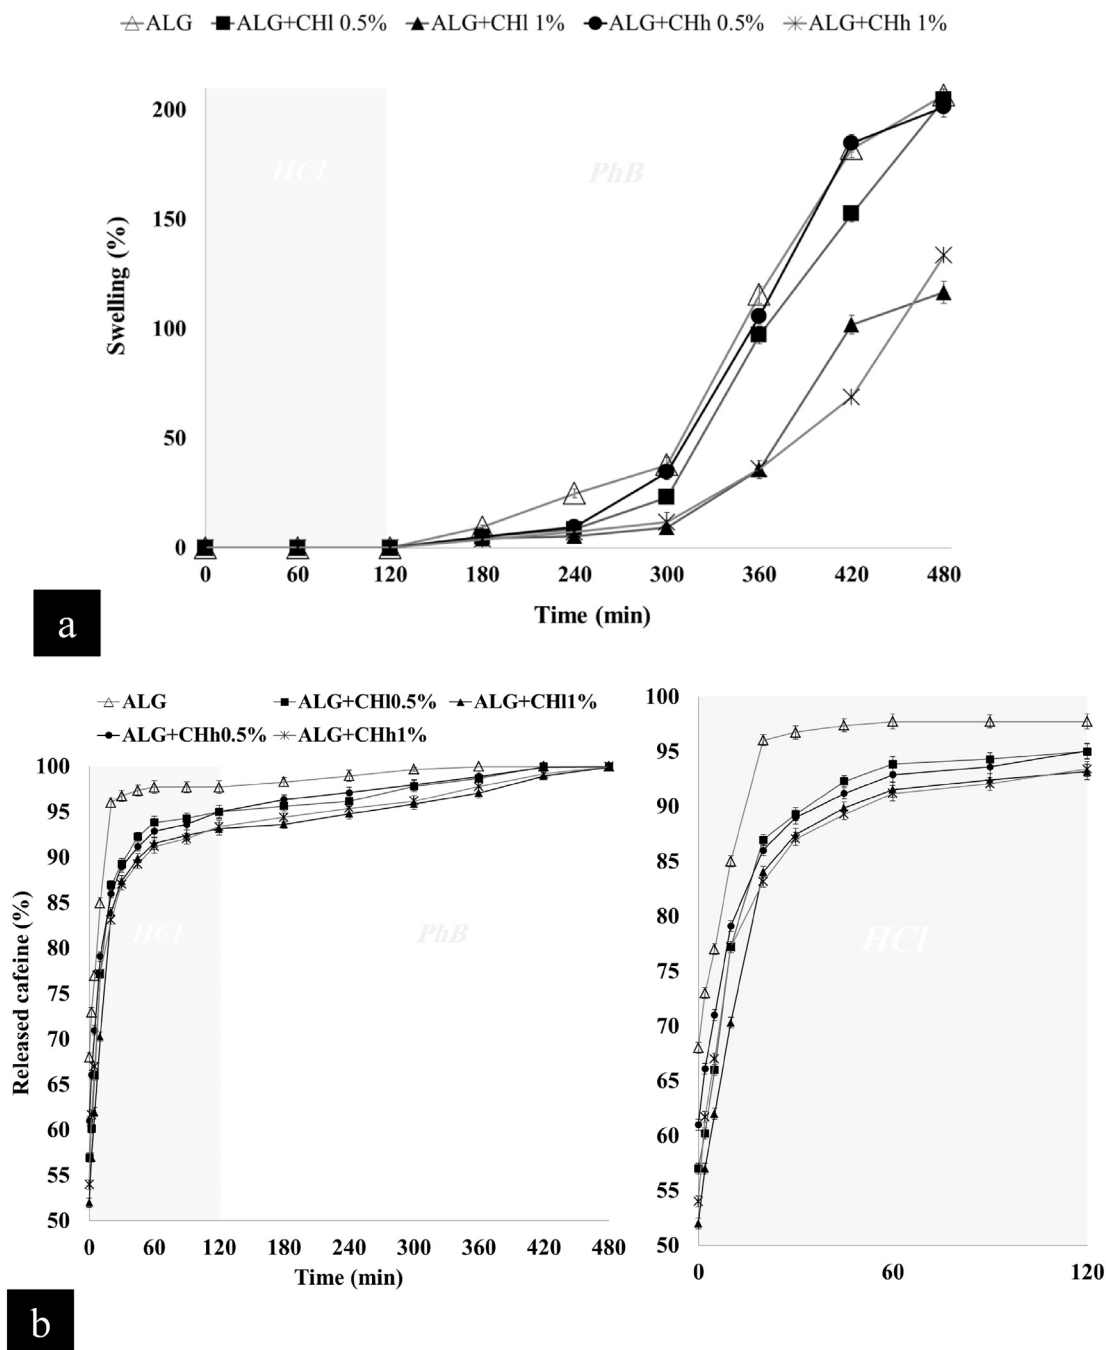 ALG ALG+CHl 0.5% ALG+CHl 1% ALG+CHh 0.5% ALG+CHh 1%
200
HCl PhB
150
Swelling (%)
100
50
0
0 60 120 180 240 300 360 420 480
Time (min)
a
ALG ALG+CHl0.5% ALG+CHl1%
ALG+CHh0.5% ALG+CHh1%
100
95
90
85
80
75
70
65
60
55
50
HCl PhB
Released cafeine (%)
0 60 120 180 240 300 360 420 480
Time (min)
100
95
90
85
80
75
70
65
60
55
50
HCl
0 60 120
b